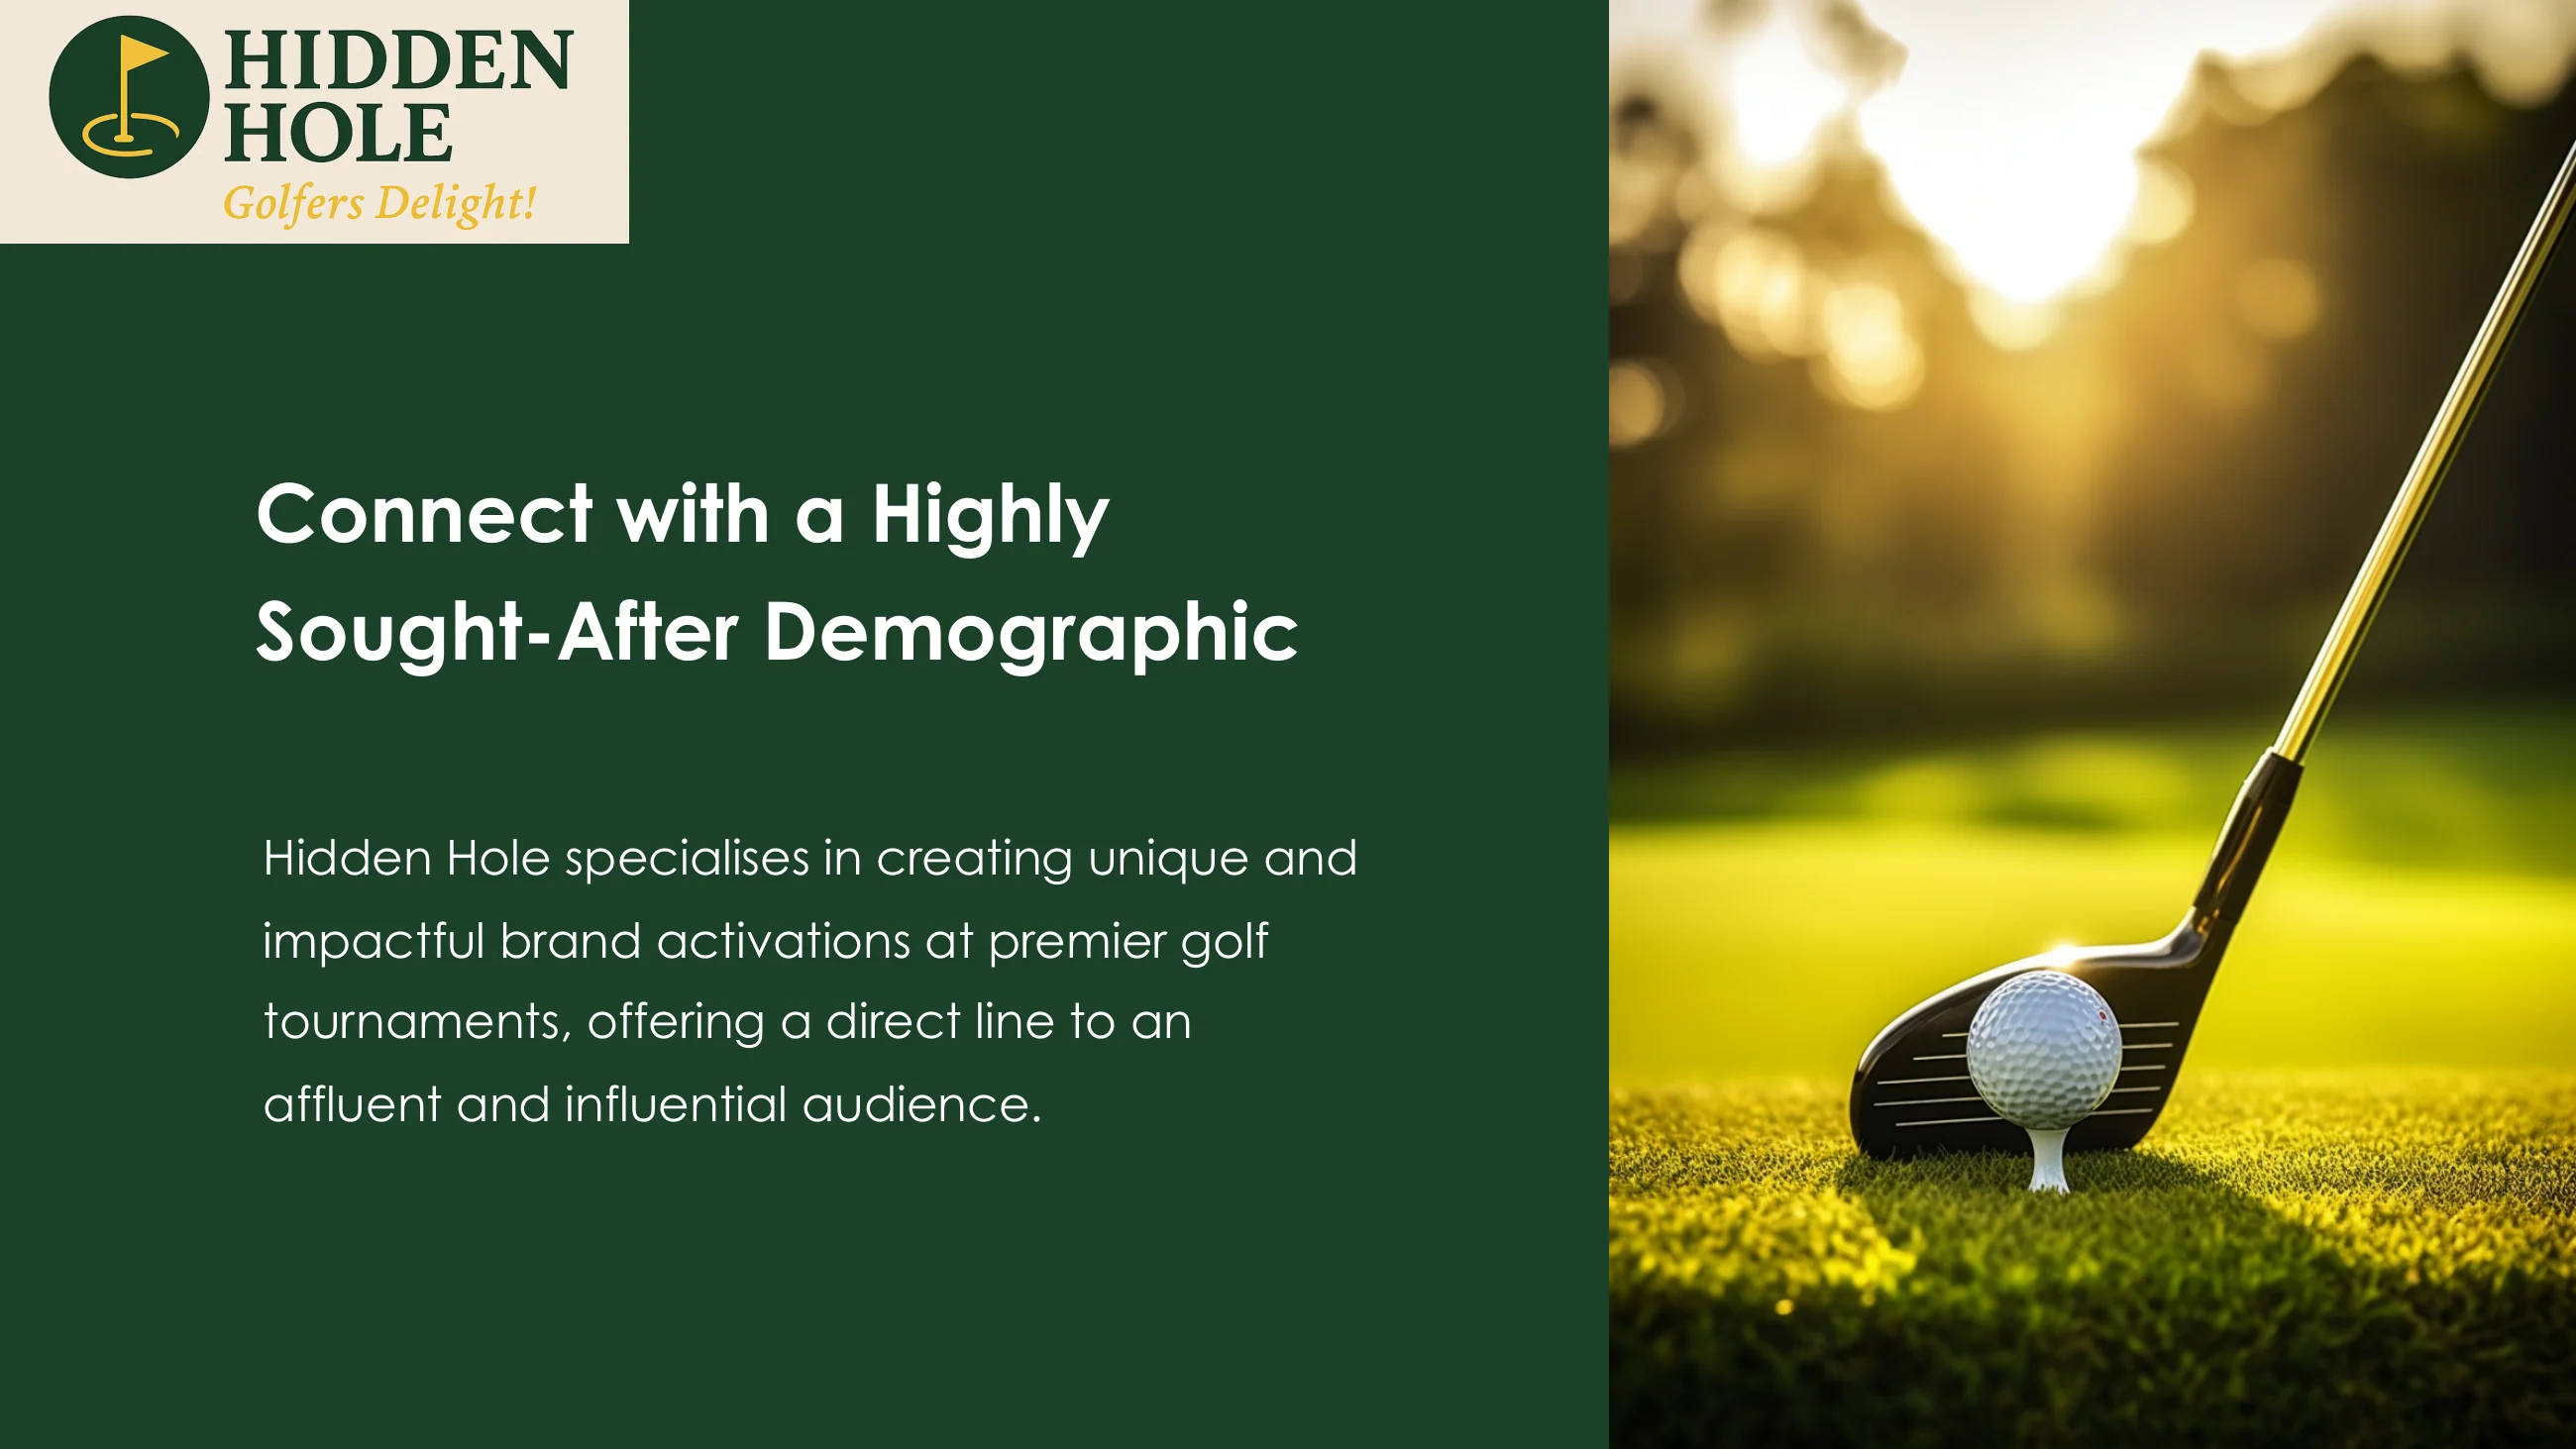 HIDDEN
HOLE
Golfers Delight!
Connect with a Highly
Sought-After Demographic
Hidden Hole specialises in creating unique and
impactful brand activations at premier golf
tournaments, offering a direct line to an
affluent and influential audience.